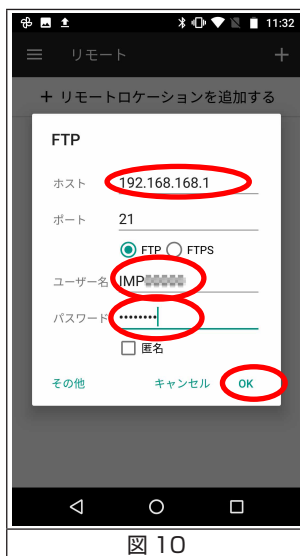 11:32
リモート
+ リモートロケーションを追加する
FTP
ホスト 192.168.168.1
ポート 21
FTP FTPS
ユーザー名 IMP
パスワード ••••••••
匿名
その他 キャンセル OK
図 10